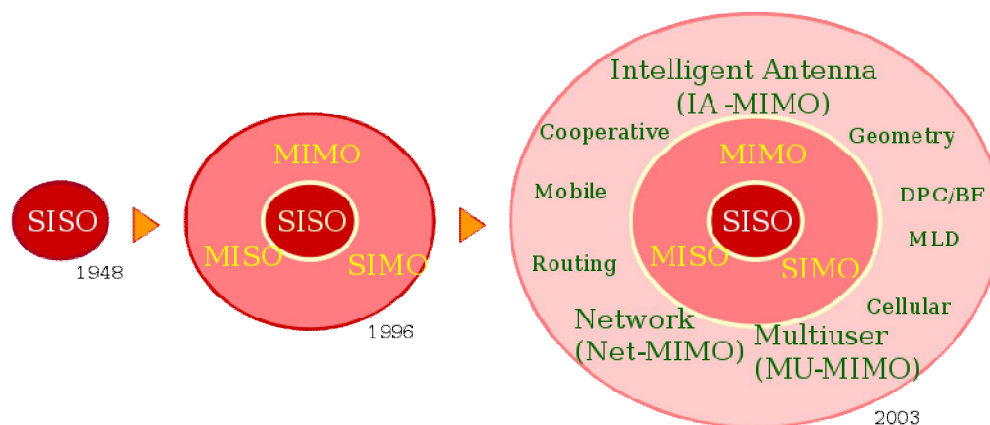 SISO
1948
MIMO
SISO
MISO
SIMO
1996
Intelligent Antenna
(IA -MIMO)
Cooperative
Geometry
MIMO
Mobile
DPC/BF
SISO
MLD
MISO
SIMO
Routing
Cellular
Network
(Net-MIMO)
Multiuser
(MU-MIMO)
2003